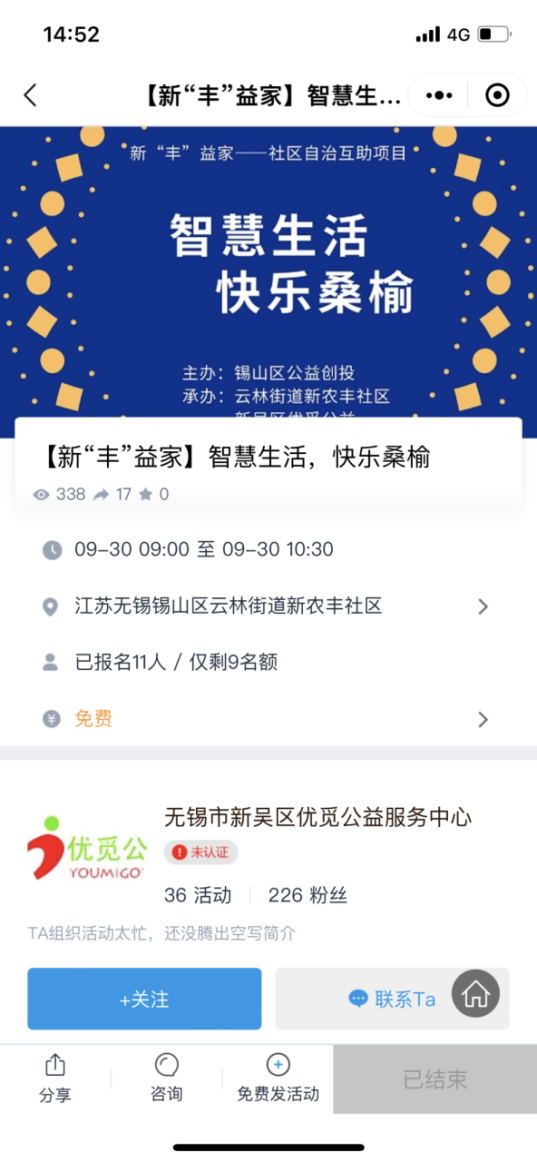 14:52
4G
【新“丰”益家】智慧生...
新“丰”益家——社区自治互助项目
智慧生活
快乐桑榆
主办：锡山区公益创投
承办：云林街道新农丰社区
新吴区优觅公益
【新“丰”益家】智慧生活，快乐桑榆
338 17 0
09-30 09:00 至 09-30 10:30
江苏无锡锡山区云林街道新农丰社区
已报名11人 / 仅剩9名额
¥ 免费
无锡市新吴区优觅公益服务中心
优觅公
YOUMIGO
未认证
36 活动 226 粉丝
TA组织活动太忙，还没腾出空写简介
+关注
联系Ta
分享
咨询
免费发活动
已结束